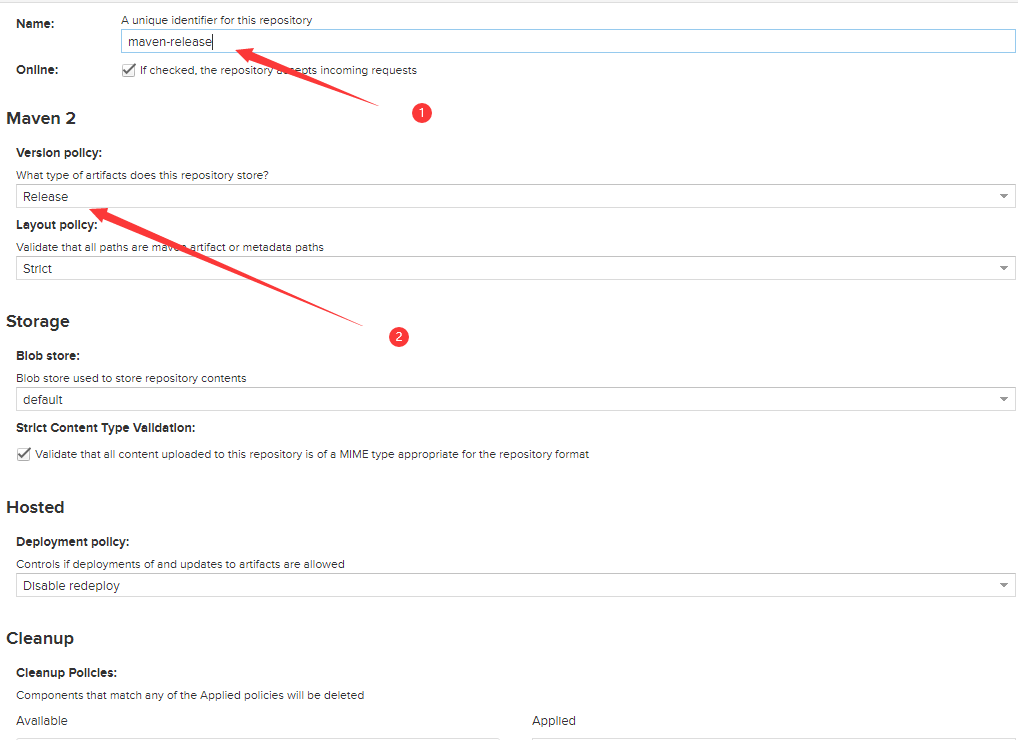 Name:
A unique identifier for this repository
maven-release
Online:
If checked, the repository accepts incoming requests
1
Maven 2
Version policy:
What type of artifacts does this repository store?
Release
Layout policy:
Validate that all paths are maven artifact or metadata paths
Strict
Storage
2
Blob store:
Blob store used to store repository contents
default
Strict Content Type Validation:
Validate that all content uploaded to this repository is of a MIME type appropriate for the repository format
Hosted
Deployment policy:
Controls if deployments of and updates to artifacts are allowed
Disable redeploy
Cleanup
Cleanup Policies:
Components that match any of the Applied policies will be deleted
Available
Applied